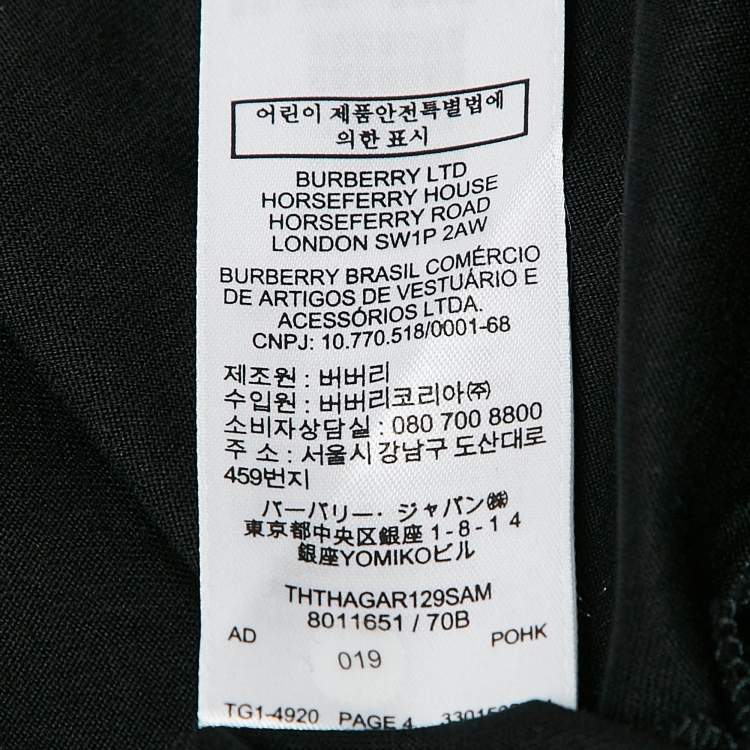 어린이 제품안전특별법에
의한 표시
BURBERRY LTD
HORSEFERRY HOUSE
HORSEFERRY ROAD
LONDON SW1P 2AW
BURBERRY BRASIL COMÉRCIO
DE ARTIGOS DE VESTUÁRIO E
ACESSÓRIOS LTDA.
CNPJ: 10.770.518/0001-68
제조원 : 버버리
수입원 : 버버리코리아㈜
소비자상담실 : 080 700 8800
주 소 : 서울시 강남구 도산대로
459번지
バーバリー・ジャパン㈱
東京都中央区銀座 1-8-14
銀座YOMIKOビル
THTHAGAR129SAM
8011651 / 70B
AD POHK
019
TG1-4920 PAGE 4